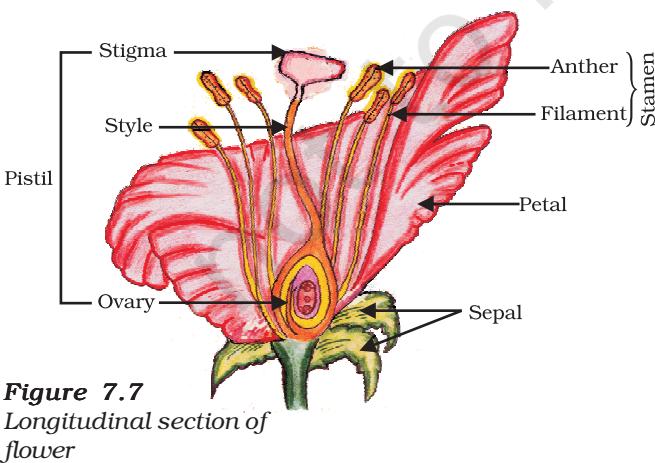 Stigma
Anther
Stamen
Filament
Style
Pistil
Petal
Ovary
Sepal
Figure 7.7
Longitudinal section of
flower